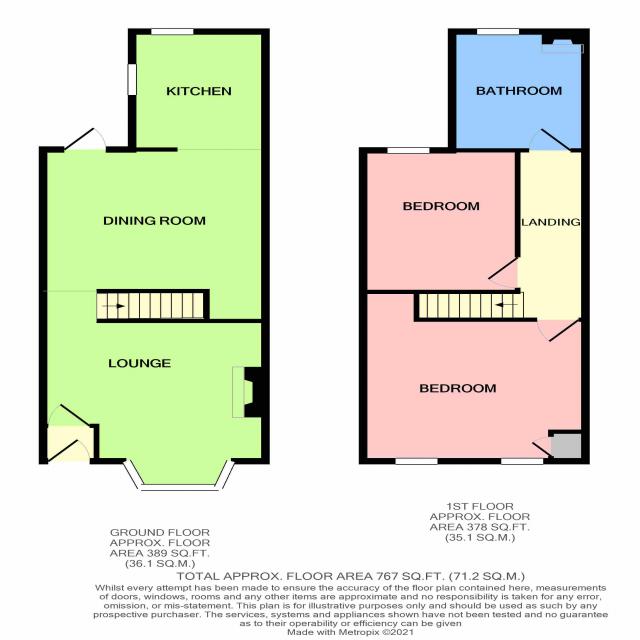 KITCHEN
DINING ROOM
LOUNGE
BATHROOM
BEDROOM
LANDING
BEDROOM
GROUND FLOOR
APPROX. FLOOR
AREA 389 SQ.FT.
(36.1 SQ.M.)
1ST FLOOR
APPROX. FLOOR
AREA 378 SQ.FT.
(35.1 SQ.M.)
TOTAL APPROX. FLOOR AREA 767 SQ.FT. (71.2 SQ.M.)
Whilst every attempt has been made to ensure the accuracy of the floor plan contained here, measurements
of doors, windows, rooms and any other items are approximate and no responsibility is taken for any error,
omission, or mis-statement. This plan is for illustrative purposes only and should be used as such by any
prospective purchaser. The services, systems and appliances shown have not been tested and no guarantee
as to their operability or efficiency can be given
Made with Metropix ©2021